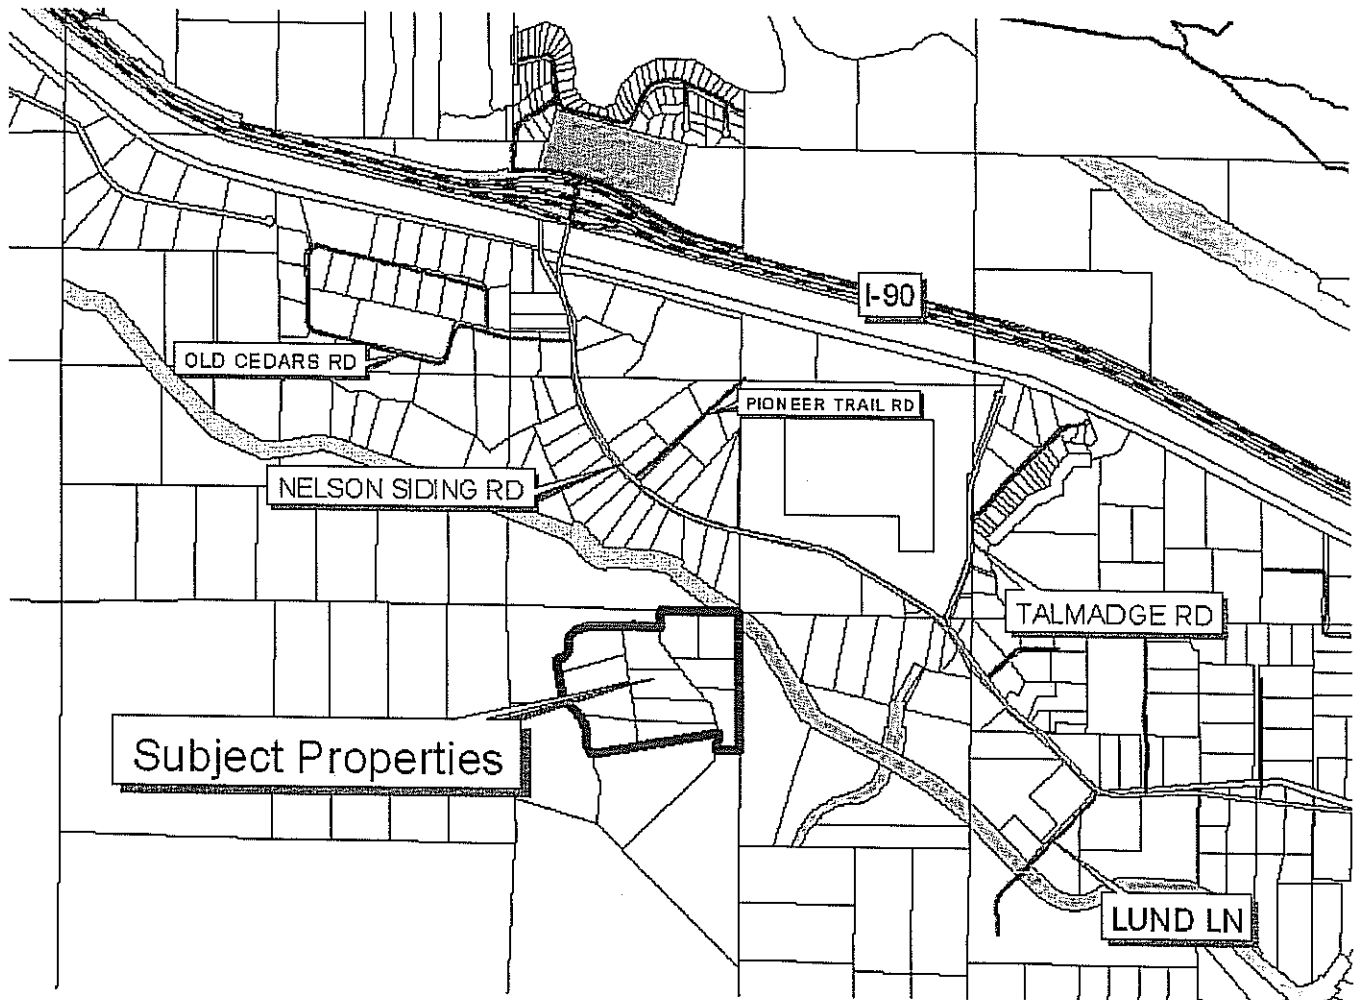 I-90
OLD CEDARS RD
PIONEER TRAIL RD
NELSON SIDING RD
TALMADGE RD
Subject Properties
LUND LN